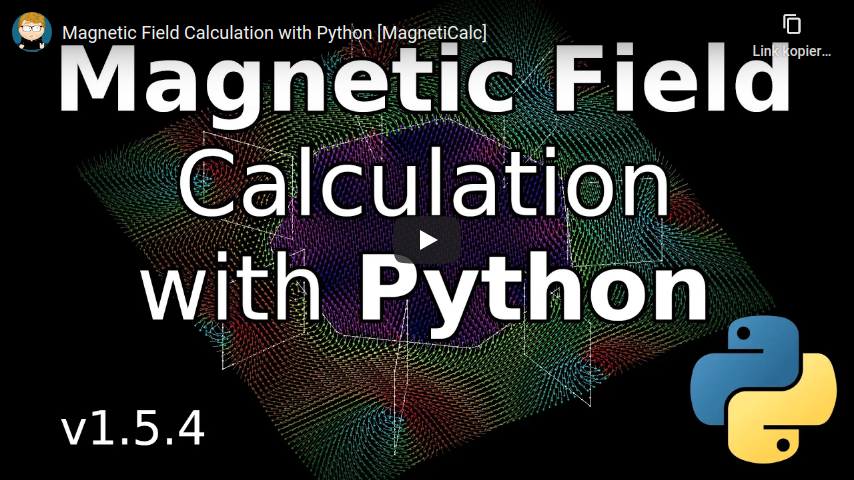 Magnetic Field Calculation with Python [MagnetiCalc]
Link kopier...
Magnetic Field
Calculation
with Python
v1.5.4